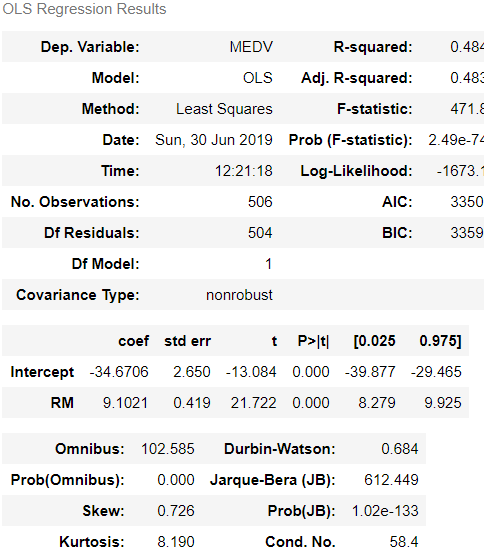 OLS Regression Results
Dep. Variable: MEDV R-squared: 0.484
Model: OLS Adj. R-squared: 0.483
Method: Least Squares F-statistic: 471.8
Date: Sun, 30 Jun 2019 Prob (F-statistic): 2.49e-74
Time: 12:21:18 Log-Likelihood: -1673.1
No. Observations: 506 AIC: 3350
Df Residuals: 504 BIC: 3359
Df Model: 1
Covariance Type: nonrobust
coef std err t P>|t| [0.025 0.975]
Intercept -34.6706 2.650 -13.084 0.000 -39.877 -29.465
RM 9.1021 0.419 21.722 0.000 8.279 9.925
Omnibus: 102.585 Durbin-Watson: 0.684
Prob(Omnibus): 0.000 Jarque-Bera (JB): 612.449
Skew: 0.726 Prob(JB): 1.02e-133
Kurtosis: 8.190 Cond. No. 58.4